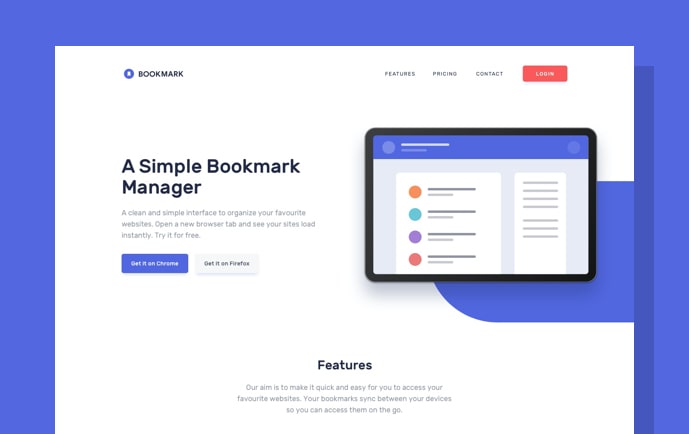 BOOKMARK
FEATURES PRICING CONTACT LOGIN
A Simple Bookmark
Manager
A clean and simple interface to organize your favourite
websites. Open a new browser tab and see your sites load
instantly. Try it for free.
Get it on Chrome Get it on Firefox
Features
Our aim is to make it quick and easy for you to access your
favourite websites. Your bookmarks sync between your devices
so you can access them on the go.